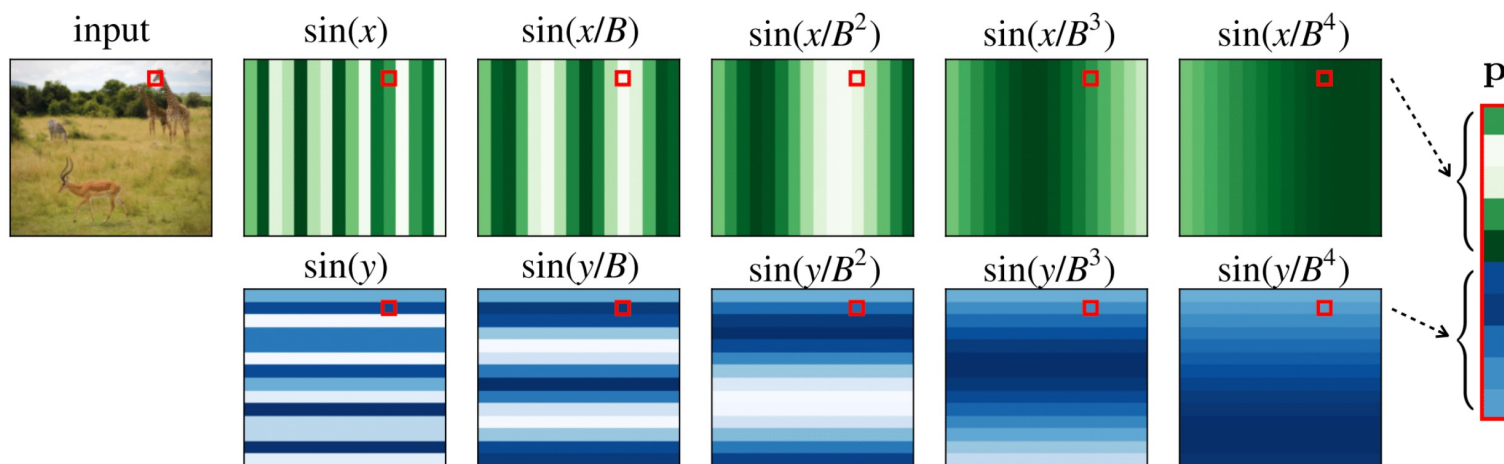 input
sin(x)
sin(x/B)
sin(x/B²)
sin(x/B³)
sin(x/B⁴)
p
sin(y)
sin(y/B)
sin(y/B²)
sin(y/B³)
sin(y/B⁴)